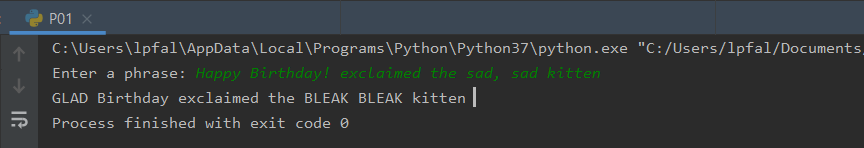 P01
C:\Users\lpfal\AppData\Local\Programs\Python\Python37\python.exe "C:/Users/lpfal/Documents/
Enter a phrase: Happy Birthday! exclaimed the sad, sad kitten
GLAD Birthday exclaimed the BLEAK BLEAK kitten
Process finished with exit code 0